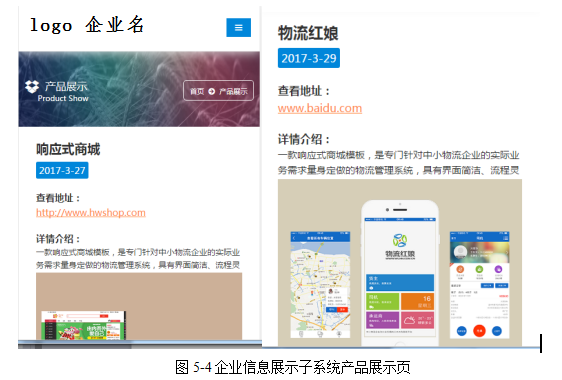 logo 企业名
产品展示
Product Show
首页 产品展示
响应式商城
2017-3-27
查看地址：
http://www.hwshop.com
详情介绍：
一款响应式商城模板，是专门针对中小物流企业的实际业
务需求量身定做的物流管理系统，具有界面简洁、流程灵
物流红娘
2017-3-29
查看地址：
www.baidu.com
详情介绍：
一款响应式商城模板，是专门针对中小物流企业的实际业
务需求量身定做的物流管理系统，具有界面简洁、流程灵
物流红娘
图 5-4 企业信息展示子系统产品展示页